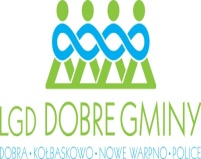 LGD DOBRE GMINY
DOBRA • KOŁBASKOWO • NOWE WARPNO • POLICE